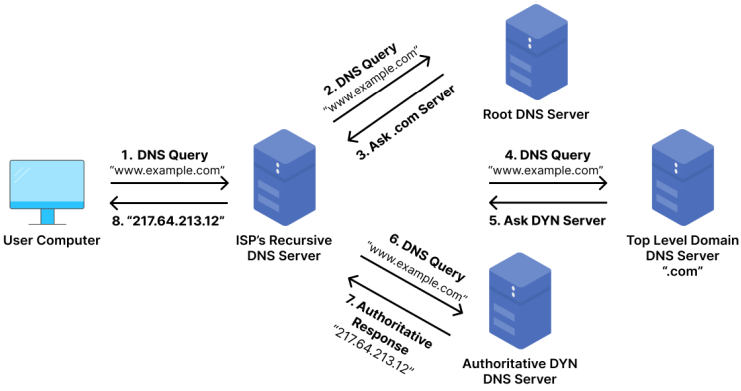 2. DNS Query
"www.example.com"
3. Ask .com Server
Root DNS Server
1. DNS Query
"www.example.com"
8. "217.64.213.12"
User Computer
ISP's Recursive
DNS Server
4. DNS Query
"www.example.com"
5. Ask DYN Server
Top Level Domain
DNS Server
".com"
6. DNS Query
"www.example.com"
7. Authoritative
Response
"217.64.213.12"
Authoritative DYN
DNS Server